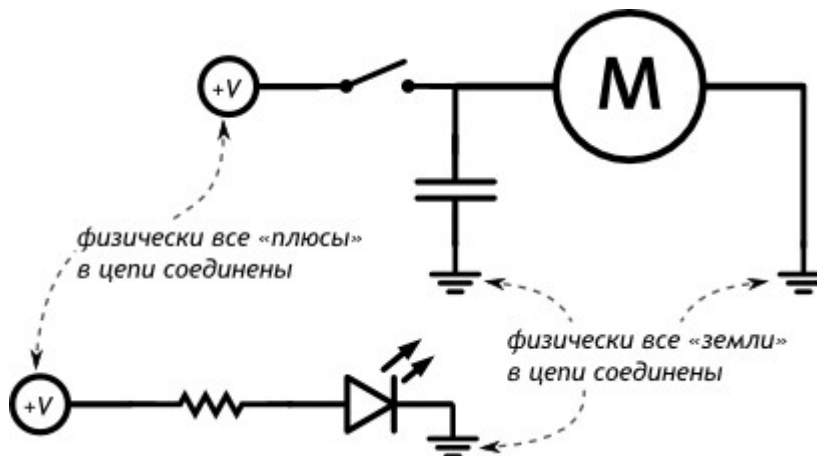 +V
M
физически все «плюсы»
в цепи соединены
физически все «земли»
в цепи соединены
+V